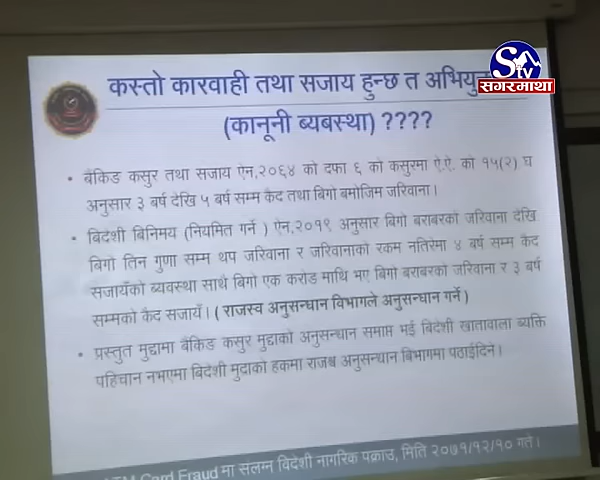 S tv
सगरमाथा
कस्तो कारवाही तथा सजाय हुन्छ त
(कानूनी ब्यबस्था) ????
• बैंकिङ कसुर तथा सजाय ऐन,२०६४ को दफा ६ को कसुरमा ऐ.ऐ. को १५(२) घ
अनुसार ३ बर्ष देखि ५ बर्ष सम्म कैद तथा बिगो बमोजिम जरिवाना।
• बिदेशी बिनिमय (नियमित गर्ने ) ऐन,२०१९ अनुसार बिगो बराबरको जरिवाना देखि
बिगो तिन गुणा सम्म थप जरिवाना र जरिवानाको रकम नतिरेमा ४ बर्ष सम्म कैद
सजायँको ब्यवस्था साथै बिगो एक करोड माथि भए बिगो बराबरको जरिवाना र ३ बर्ष
सम्मको कैद सजायँ। ( राजस्व अनुसन्धान विभागले अनुसन्धान गर्ने )
• प्रस्तुत मुद्दामा बैंकिङ कसुर मुद्दाको अनुसन्धान समाप्त भई बिदेशी खातावाला ब्यक्ति
पहिचान नभएमा बिदेशी मुद्राको हकमा राजश्व अनुसन्धान बिभागमा पठाईदिने।
Card Fraud मा संलग्न विदेशी नागरिक पक्राउ, मिति २०७१/१२/१० गते।